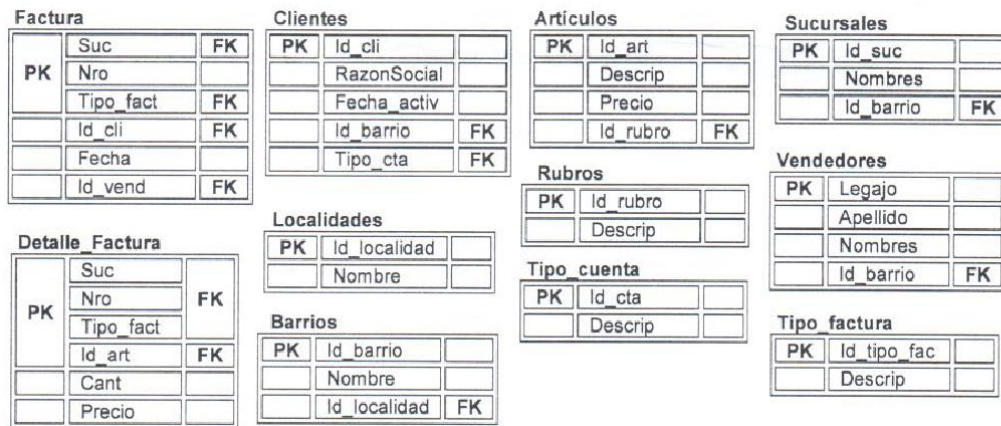 Factura
PK Suc FK
Nro
Tipo_fact FK
Id_cli FK
Fecha
Id_vend FK
Detalle_Factura
PK Suc FK
Nro
Tipo_fact
Id_art FK
Cant
Precio
Clientes
PK Id_cli
RazonSocial
Fecha_activ
Id_barrio FK
Tipo_cta FK
Localidades
PK Id_localidad
Nombre
Barrios
PK Id_barrio
Nombre
Id_localidad FK
Artículos
PK Id_art
Descrip
Precio
Id_rubro FK
Rubros
PK Id_rubro
Descrip
Tipo_cuenta
PK Id_cta
Descrip
Sucursales
PK Id_suc
Nombres
Id_barrio FK
Vendedores
PK Legajo
Apellido
Nombres
Id_barrio FK
Tipo_factura
PK Id_tipo_fac
Descrip